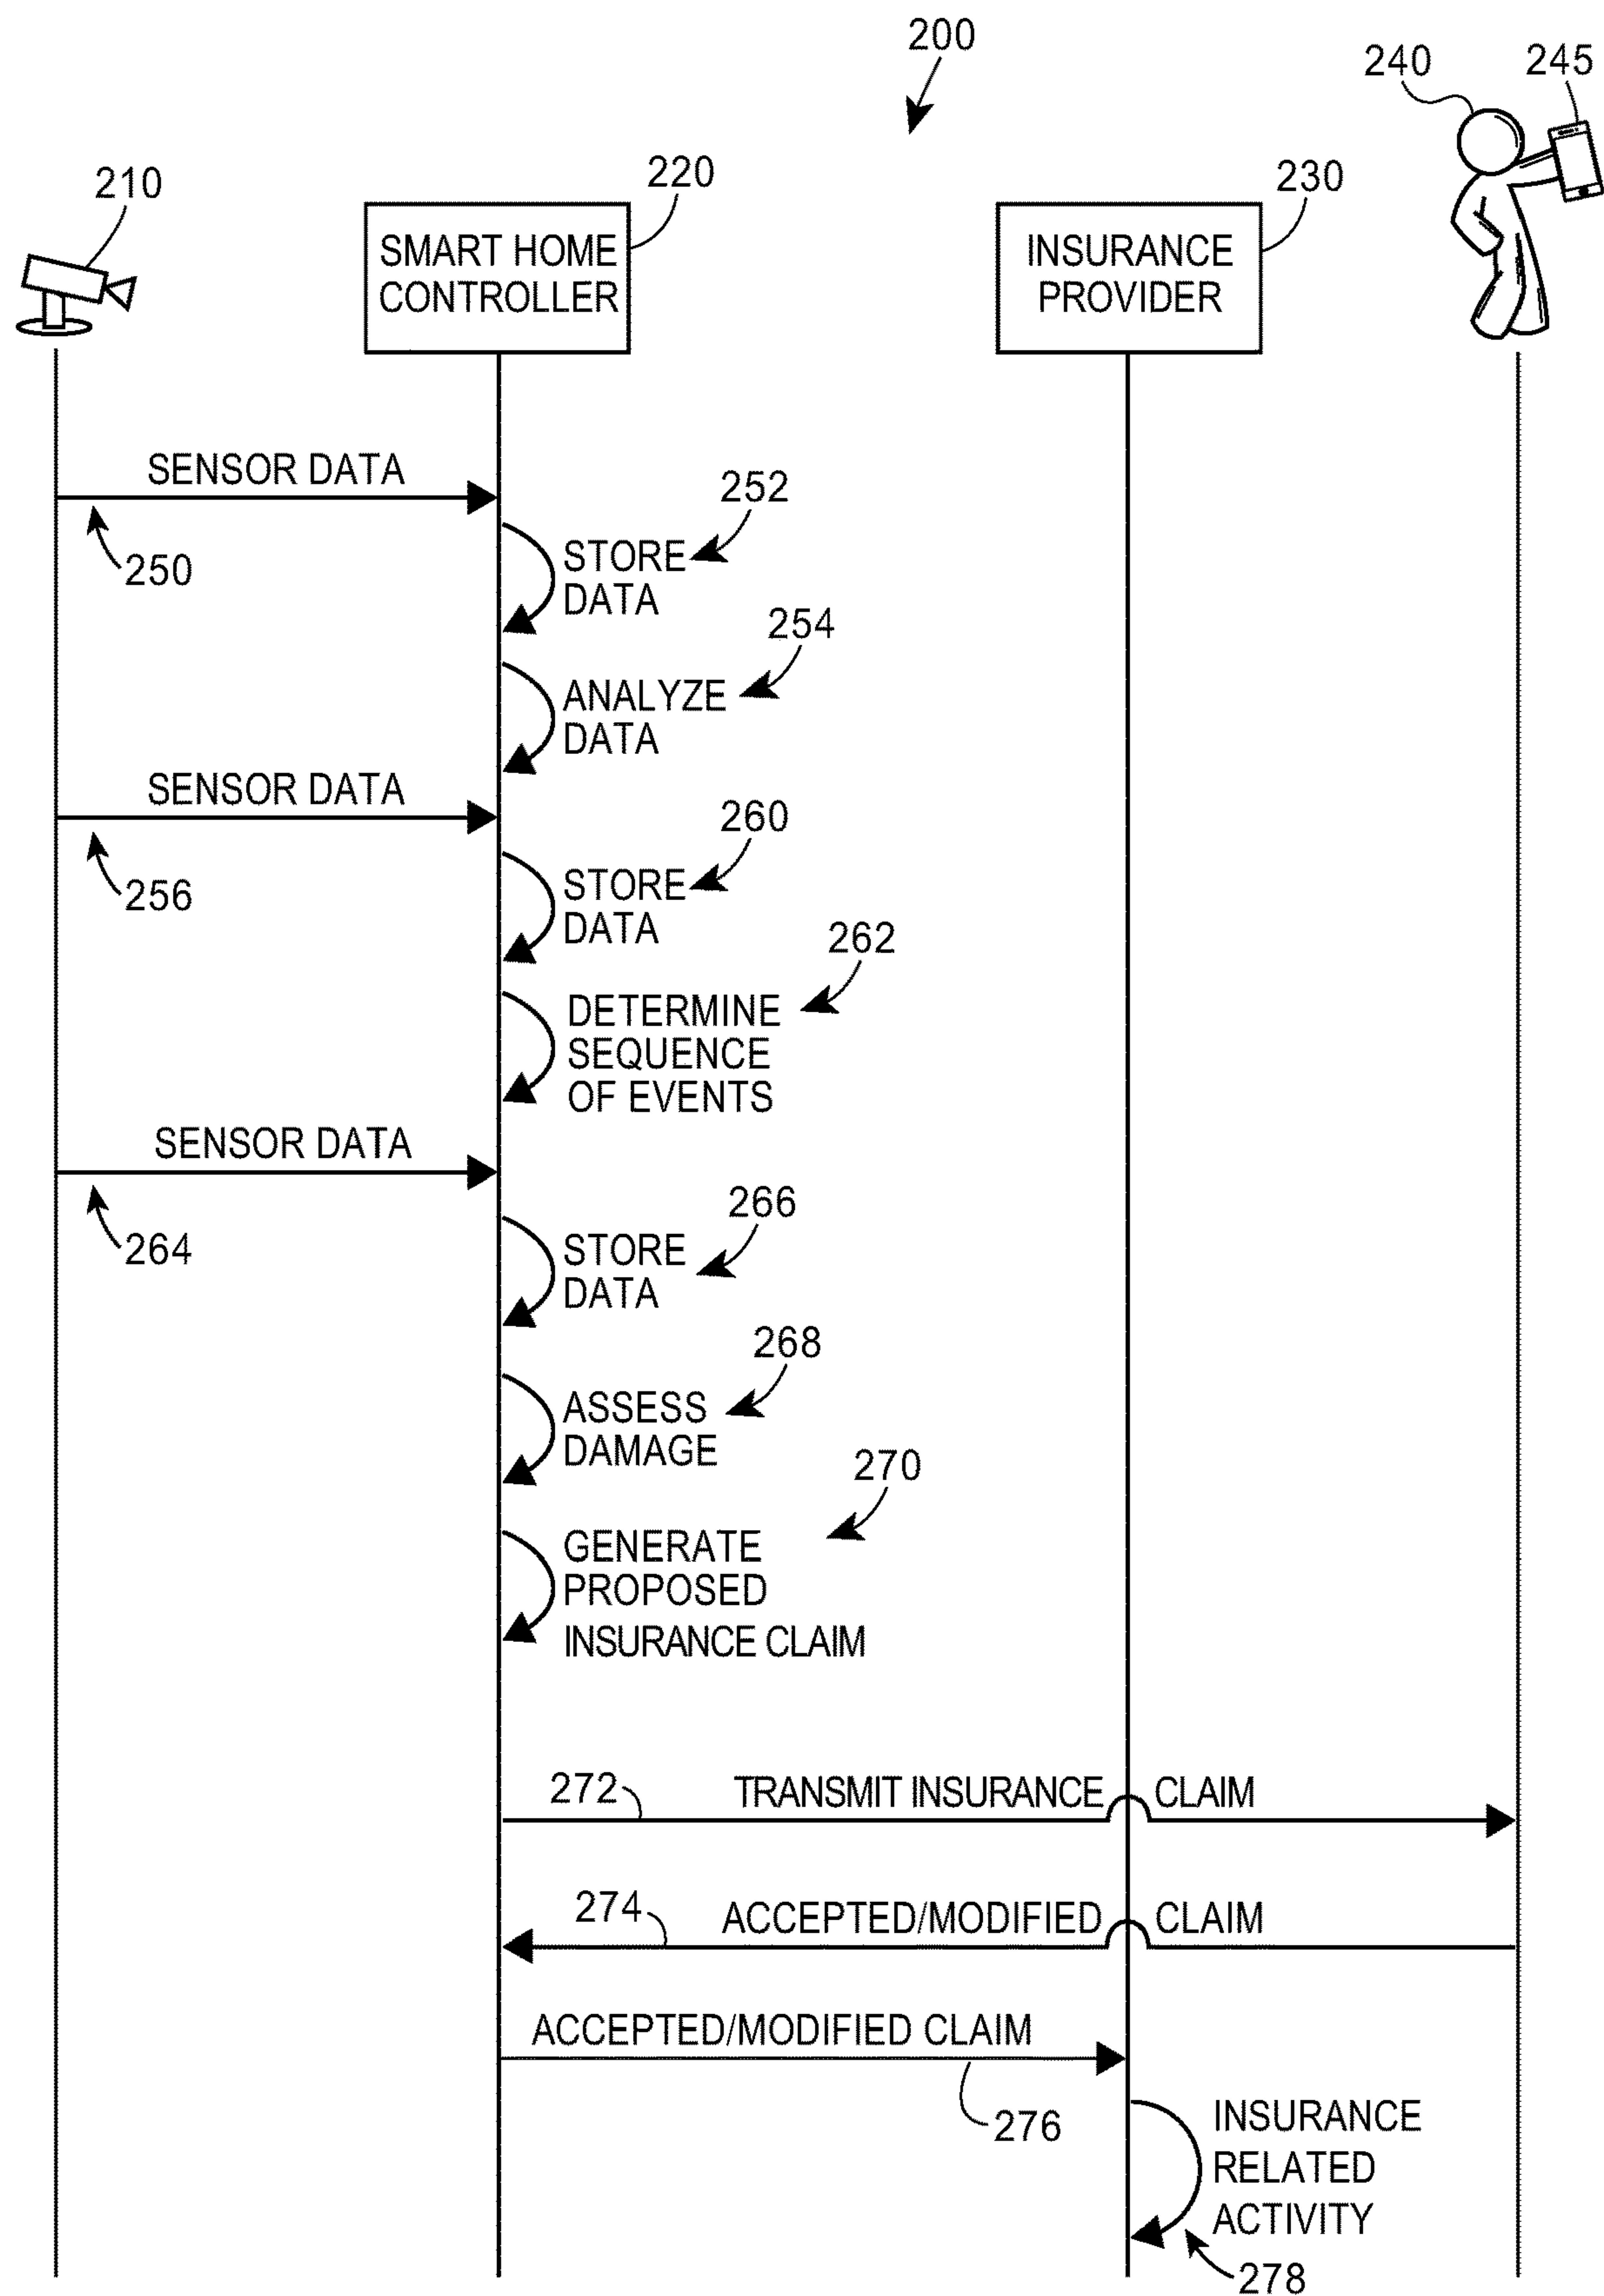 200
240
245
210
220
230
SMART HOME
CONTROLLER
INSURANCE
PROVIDER
SENSOR DATA
250
252
STORE
DATA
254
ANALYZE
DATA
SENSOR DATA
256
260
STORE
DATA
262
DETERMINE
SEQUENCE
OF EVENTS
SENSOR DATA
264
266
STORE
DATA
268
ASSESS
DAMAGE
270
GENERATE
PROPOSED
INSURANCE CLAIM
272
TRANSMIT INSURANCE CLAIM
274
ACCEPTED/MODIFIED CLAIM
ACCEPTED/MODIFIED CLAIM
276
INSURANCE
RELATED
ACTIVITY
278